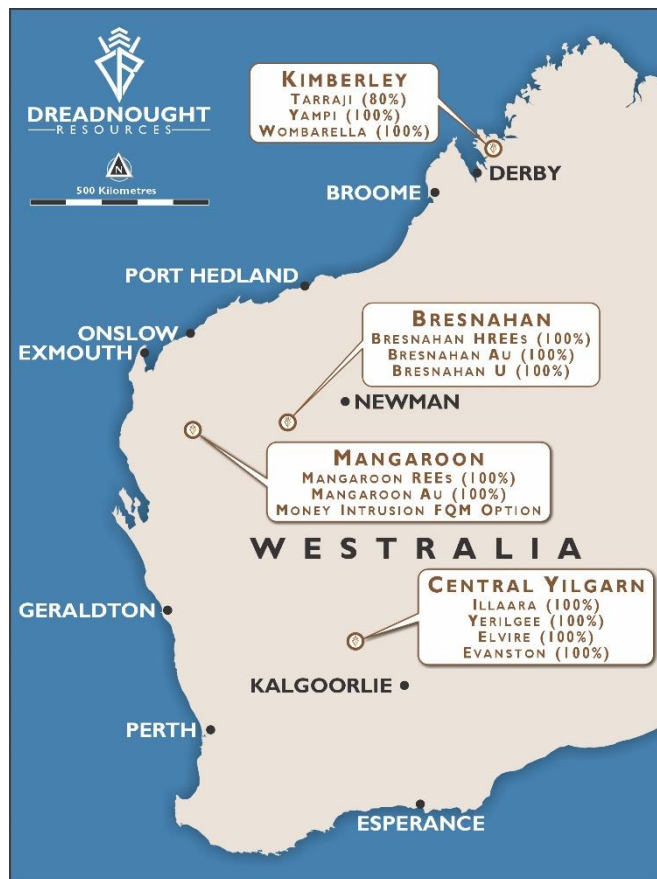 DREADNOUGHT
RESOURCES
N
500 Kilometres
KIMBERLEY
TARRAJI (80%)
YAMPI (100%)
WOMBARELLA (100%)
DERBY
BROOME
PORT HEDLAND
ONSLOW
EXMOUTH
BRESNAHAN
BRESNAHAN HREES (100%)
BRESNAHAN AU (100%)
BRESNAHAN U (100%)
NEWMAN
MANGAROON
MANGAROON REES (100%)
MANGAROON AU (100%)
MONEY INTRUSION FQM OPTION
WESTRALIA
CENTRAL YILGARN
ILLAARA (100%)
YERILGEE (100%)
ELVIRE (100%)
EVANSTON (100%)
GERALDTON
KALGOORLIE
PERTH
ESPERANCE